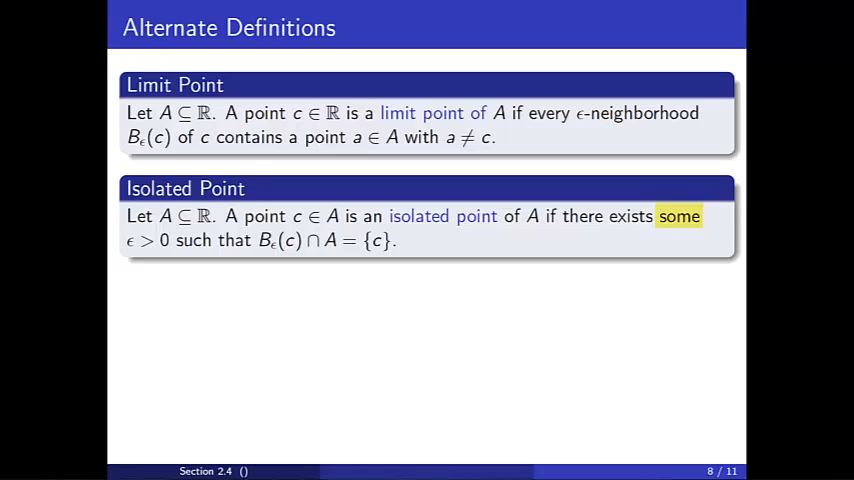 Alternate Definitions
Limit Point
Let A ⊆ ℝ. A point c ∈ ℝ is a limit point of A if every ϵ-neighborhood
Bϵ(c) of c contains a point a ∈ A with a ≠ c.
Isolated Point
Let A ⊆ ℝ. A point c ∈ A is an isolated point of A if there exists some
ϵ > 0 such that Bϵ(c) ∩ A = {c}.
Section 2.4 () 8 / 11